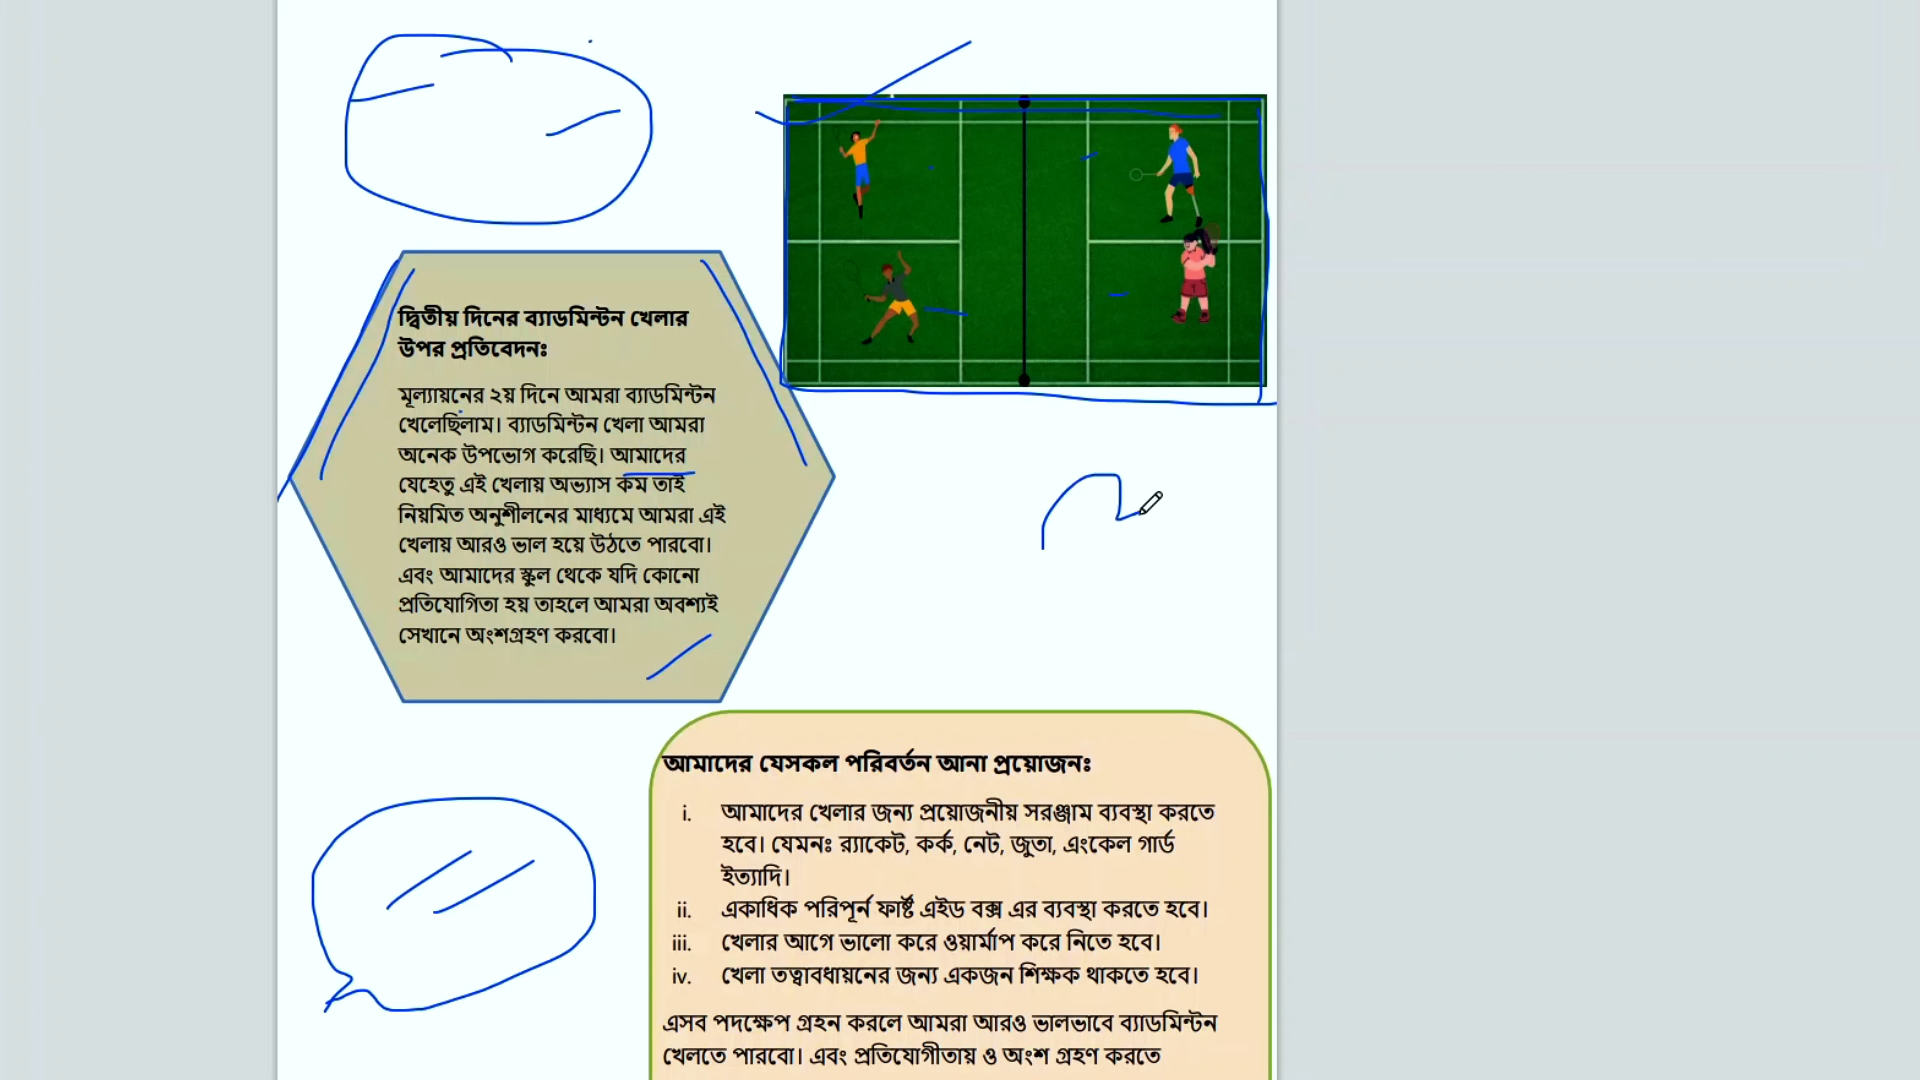 দ্বিতীয় দিনের ব্যাডমিন্টন খেলার
উপর প্রতিবেদনঃ
মূল্যায়নের ২য় দিনে আমরা ব্যাডমিন্টন
খেলেছিলাম। ব্যাডমিন্টন খেলা আমরা
অনেক উপভোগ করেছি। আমাদের
যেহেতু এই খেলায় অভ্যাস কম তাই
নিয়মিত অনুশীলনের মাধ্যমে আমরা এই
খেলায় আরও ভাল হয়ে উঠতে পারবো।
এবং আমাদের স্কুল থেকে যদি কোনো
প্রতিযোগিতা হয় তাহলে আমরা অবশ্যই
সেখানে অংশগ্রহণ করবো।
আমাদের যেসকল পরিবর্তন আনা প্রয়োজনঃ
i. আমাদের খেলার জন্য প্রয়োজনীয় সরঞ্জাম ব্যবস্থা করতে
হবে। যেমনঃ র‍্যাকেট, কর্ক, নেট, জুতা, এংকেল গার্ড
ইত্যাদি।
ii. একাধিক পরিপূর্ন ফার্ষ্ট এইড বক্স এর ব্যবস্থা করতে হবে।
iii. খেলার আগে ভালো করে ওয়ার্মাপ করে নিতে হবে।
iv. খেলা তত্বাবধায়নের জন্য একজন শিক্ষক থাকতে হবে।
এসব পদক্ষেপ গ্রহন করলে আমরা আরও ভালভাবে ব্যাডমিন্টন
খেলতে পারবো। এবং প্রতিযোগীতায় ও অংশ গ্রহণ করতে